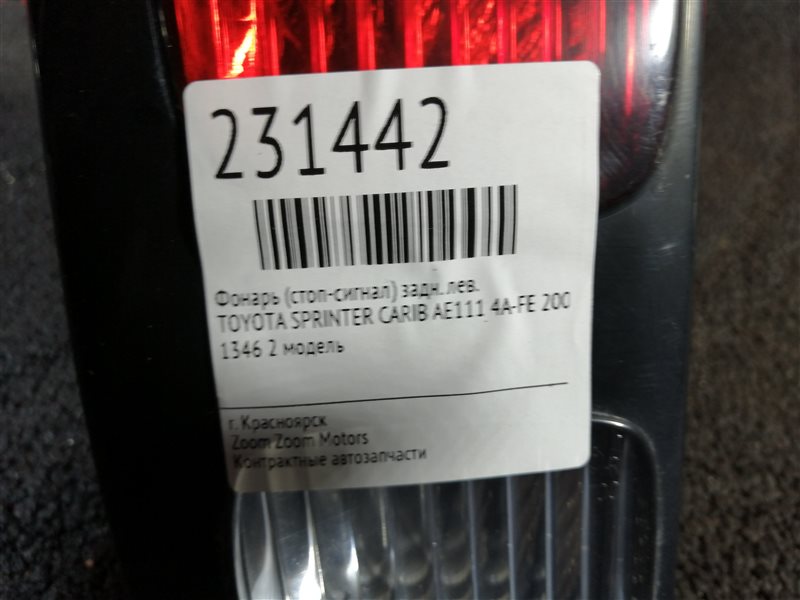 231442
Фонарь (стоп-сигнал) задн. лев.
TOYOTA SPRINTER CARIB AE111 4A-FE 200
1346 2 модель
г. Красноярск
Zoom Zoom Motors
Контрактные автозапчасти